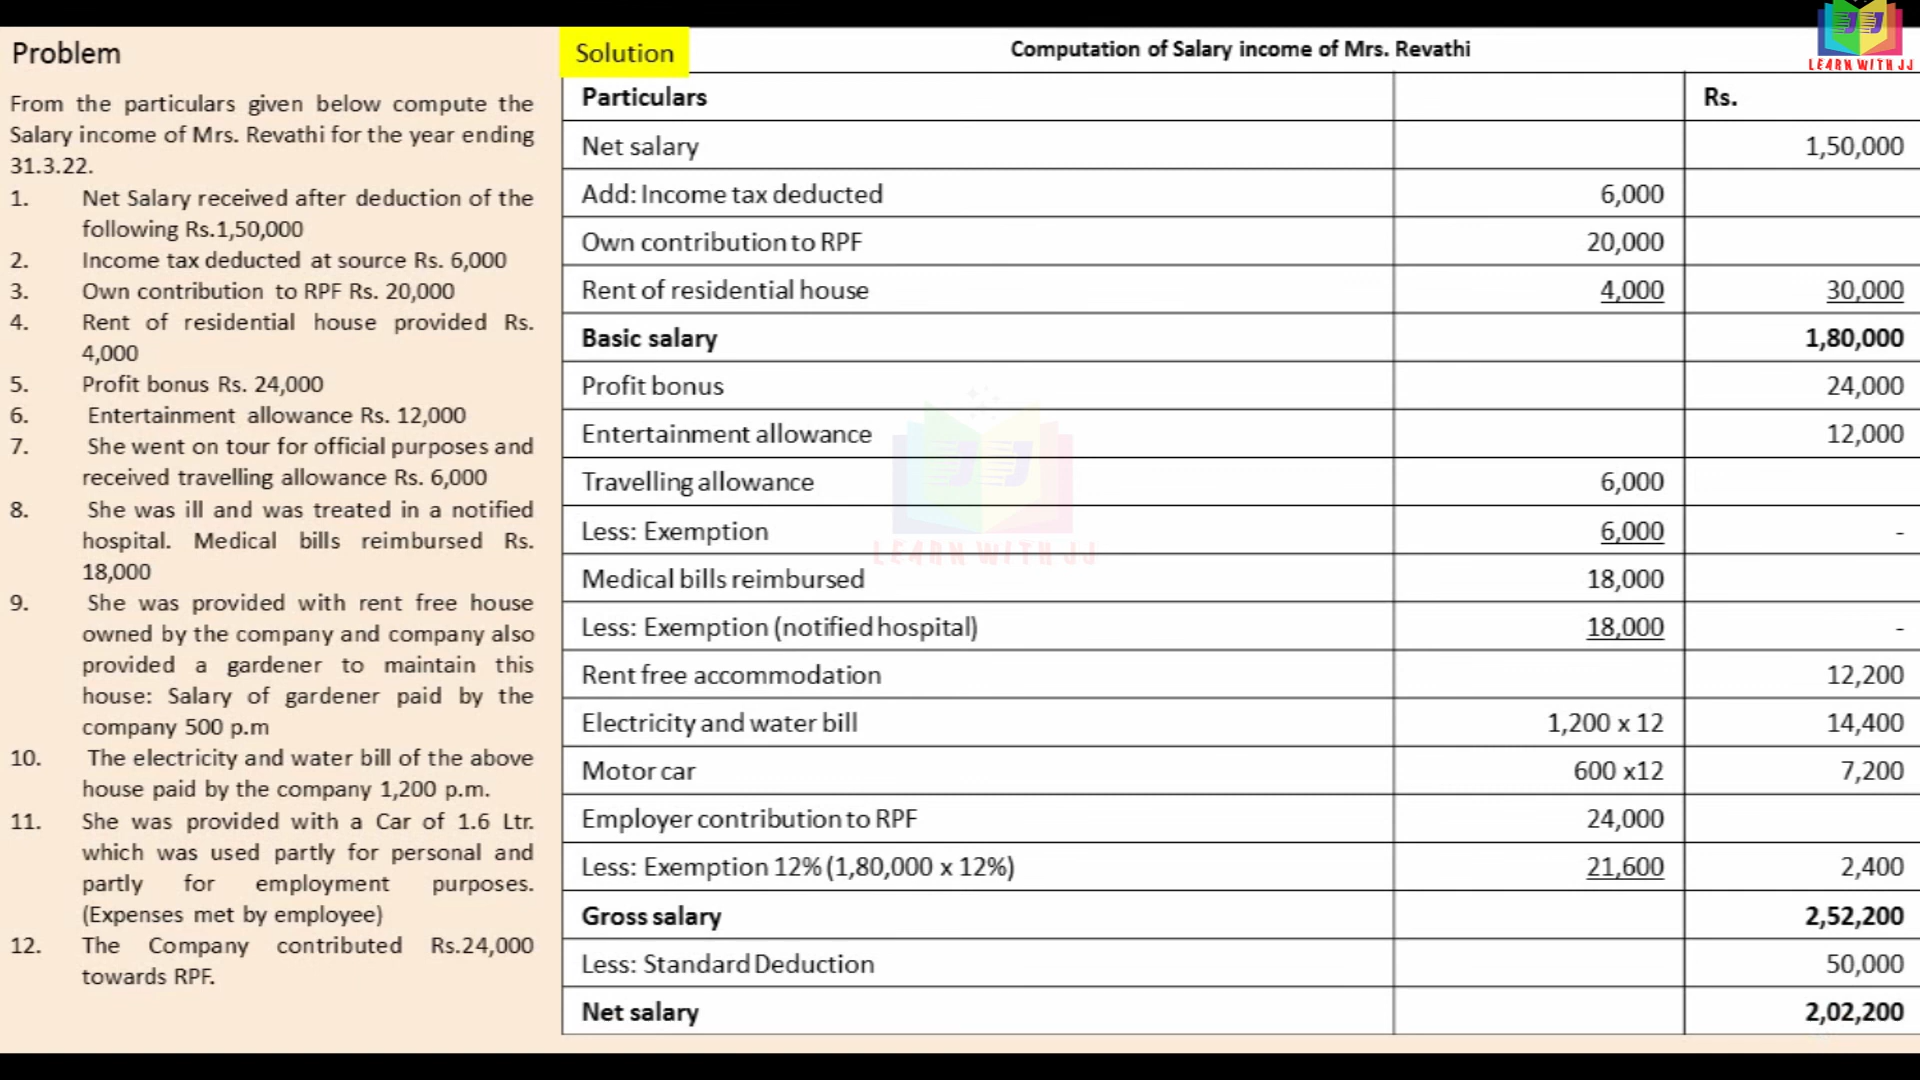 LEARN WITH JJ
Problem
From the particulars given below compute the
Salary income of Mrs. Revathi for the year ending
31.3.22.
1. Net Salary received after deduction of the
following Rs.1,50,000
2. Income tax deducted at source Rs. 6,000
3. Own contribution to RPF Rs. 20,000
4. Rent of residential house provided Rs.
4,000
5. Profit bonus Rs. 24,000
6. Entertainment allowance Rs. 12,000
7. She went on tour for official purposes and
received travelling allowance Rs. 6,000
8. She was ill and was treated in a notified
hospital. Medical bills reimbursed Rs.
18,000
9. She was provided with rent free house
owned by the company and company also
provided a gardener to maintain this
house: Salary of gardener paid by the
company 500 p.m
10. The electricity and water bill of the above
house paid by the company 1,200 p.m.
11. She was provided with a Car of 1.6 Ltr.
which was used partly for personal and
partly for employment purposes.
(Expenses met by employee)
12. The Company contributed Rs.24,000
towards RPF.
Solution
Computation of Salary income of Mrs. Revathi
Particulars Rs.
Net salary 1,50,000
Add: Income tax deducted 6,000
Own contribution to RPF 20,000
Rent of residential house 4,000 30,000
Basic salary 1,80,000
Profit bonus 24,000
Entertainment allowance 12,000
Travelling allowance 6,000
Less: Exemption 6,000 -
Medical bills reimbursed 18,000
Less: Exemption (notified hospital) 18,000 -
Rent free accommodation 12,200
Electricity and water bill 1,200 x 12 14,400
Motor car 600 x12 7,200
Employer contribution to RPF 24,000
Less: Exemption 12% (1,80,000 x 12%) 21,600 2,400
Gross salary 2,52,200
Less: Standard Deduction 50,000
Net salary 2,02,200
LEARN WITH JJ